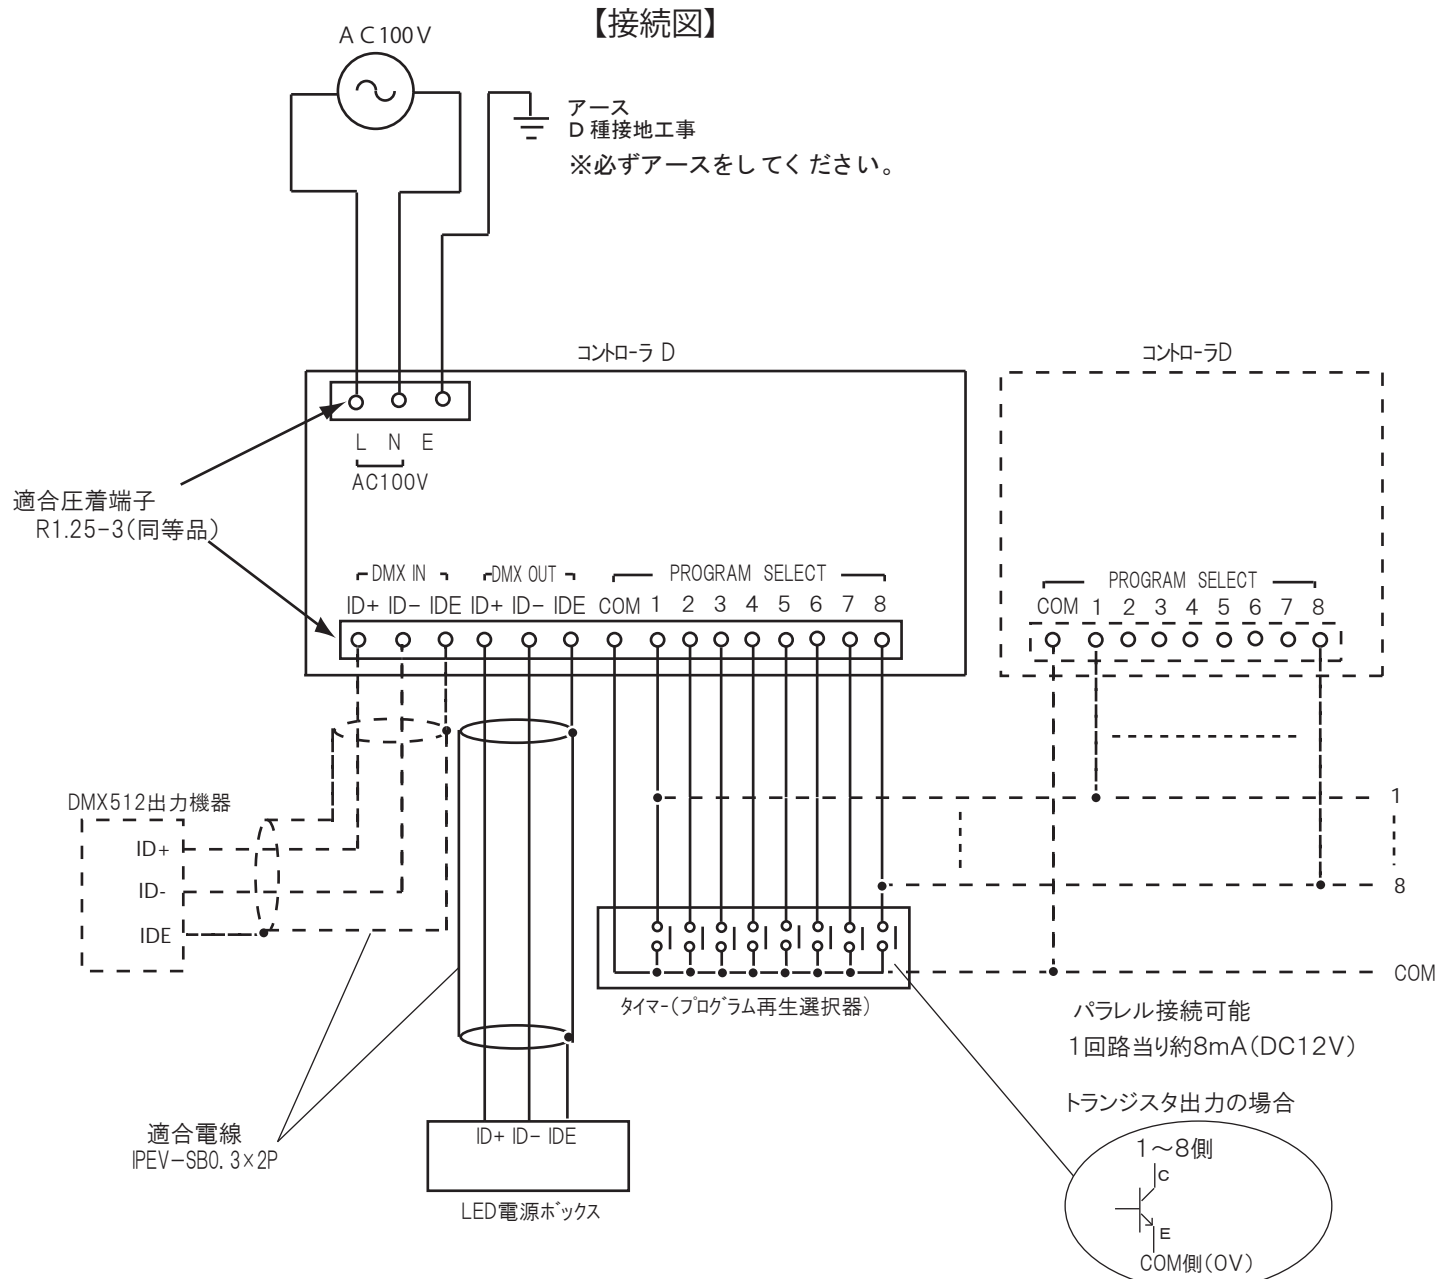 【接続図】
AC100V
アース
D種接地工事
※必ずアースをしてください。
コントローラ D
コントローラD
L N E
AC100V
適合圧着端子
R1.25-3(同等品)
DMX IN DMX OUT PROGRAM SELECT
ID+ ID- IDE ID+ ID- IDE COM 1 2 3 4 5 6 7 8
PROGRAM SELECT
COM 1 2 3 4 5 6 7 8
DMX512出力機器
ID+
ID-
IDE
1
8
COM
タイマー(プログラム再生選択器)
パラレル接続可能
1回路当り約8mA(DC12V)
トランジスタ出力の場合
1～8側
C
E
COM側(0V)
適合電線
IPEV-SB0.3×2P
ID+ ID- IDE
LED電源ボックス